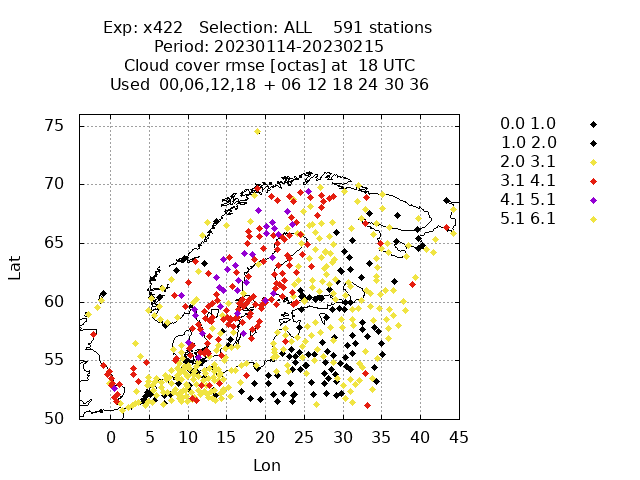 Exp: x422   Selection: ALL    591 stations
Period: 20230114-20230215
Cloud cover rmse [octas] at  18 UTC
Used  00,06,12,18  + 06 12 18 24 30 36
0.0 1.0
1.0 2.0
2.0 3.1
3.1 4.1
4.1 5.1
5.1 6.1
75
70
65
60
55
50
Lat
0 5 10 15 20 25 30 35 40 45
Lon